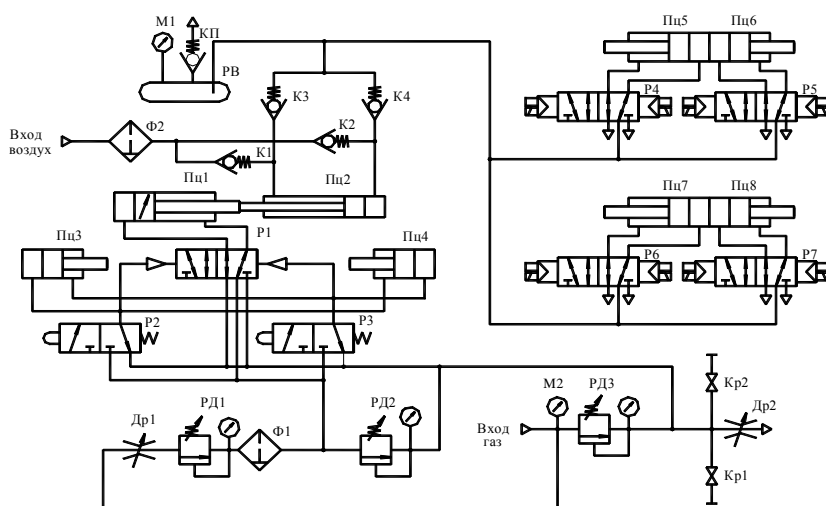 М1
КП
РВ
К3
К4
Пц5
Пц6
Р4
Р5
Вход
воздух
Ф2
К2
К1
Пц1
Пц2
Пц7
Пц8
Р1
Пц3
Пц4
Р6
Р7
Р2
Р3
М2
РД3
Кр2
Др1
РД1
РД2
Др2
Ф1
Вход
газ
Кр1